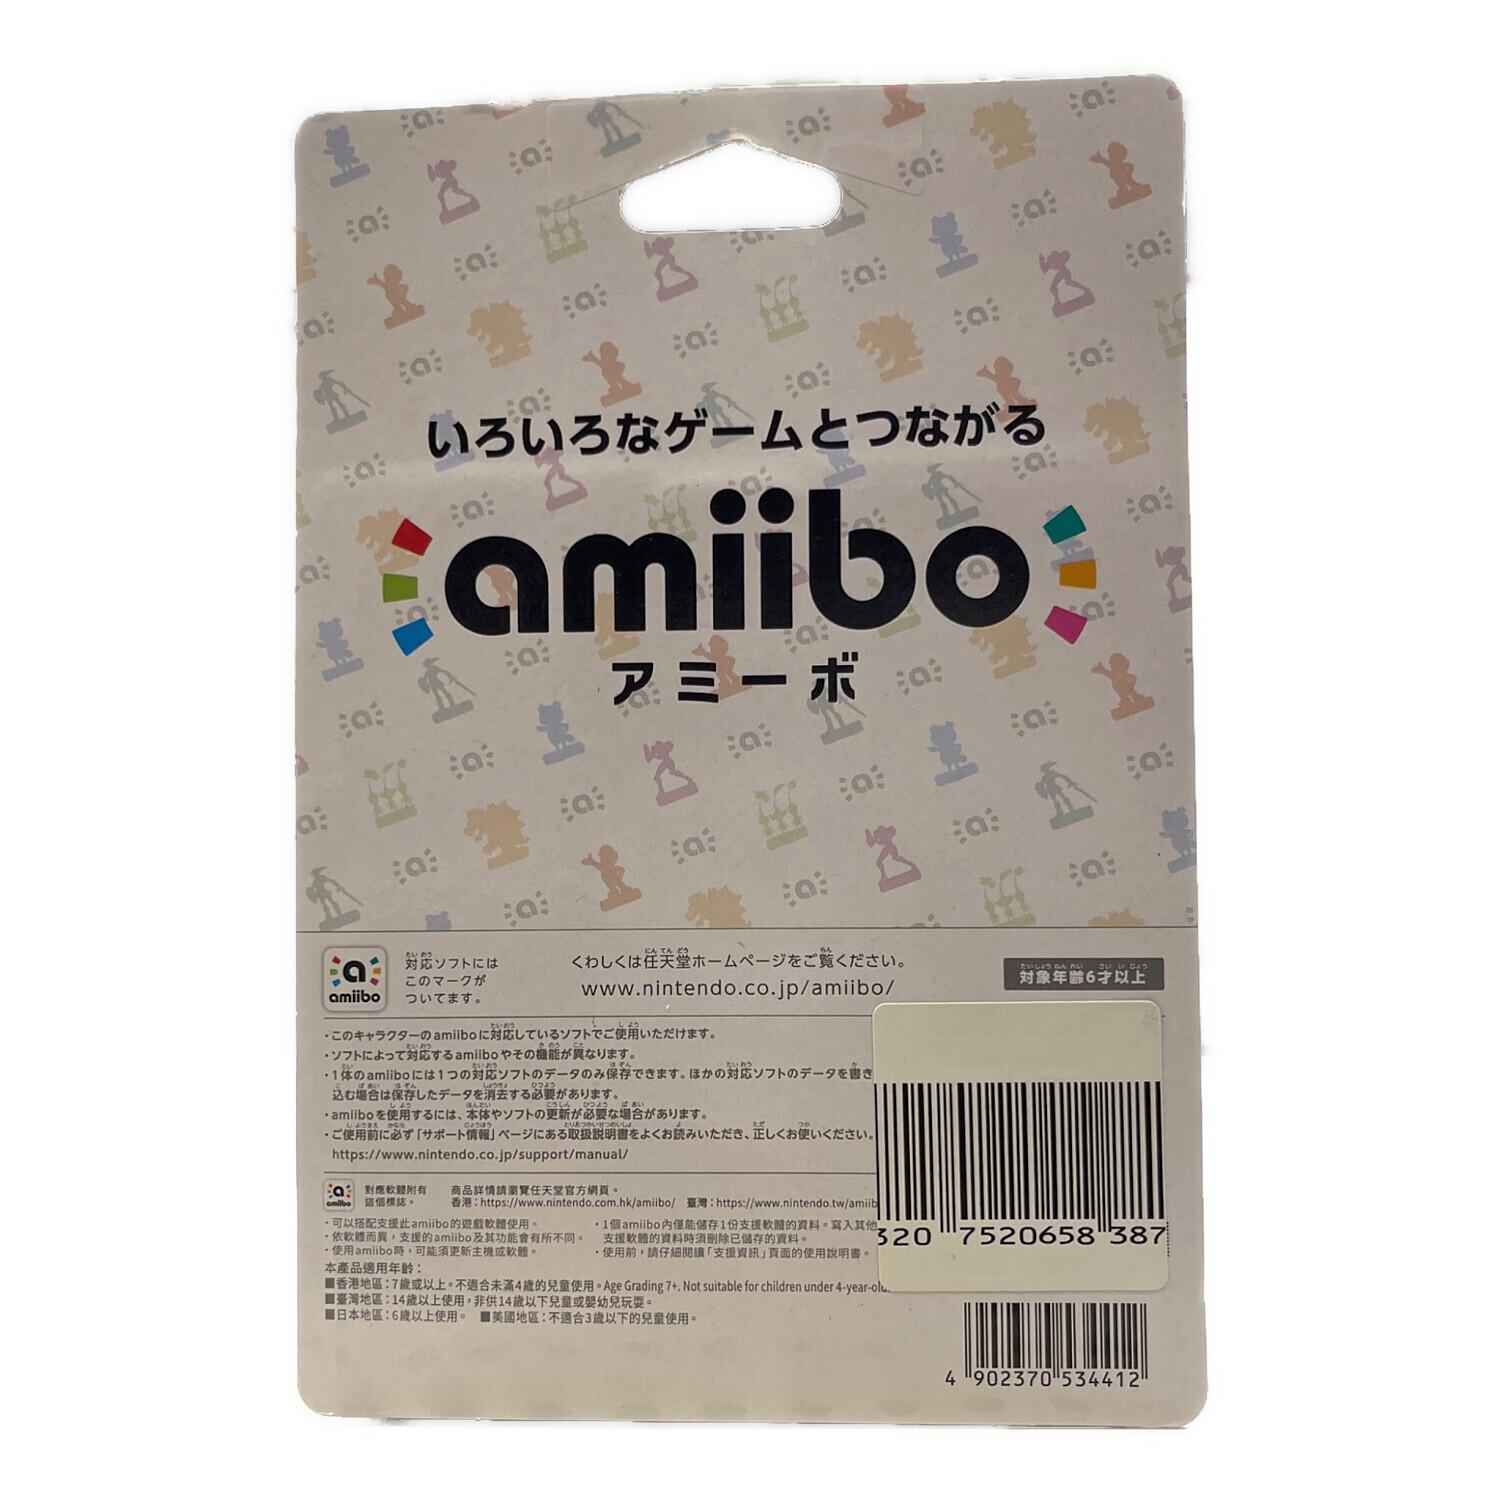 いろいろなゲームとつながる
amiibo
アミーボ
a
amiibo
対応ソフトには
このマークが
ついてます。
くわしくは任天堂ホームページをご覧ください。
www.nintendo.co.jp/amiibo/
対象年齢6才以上
・このキャラクターのamiiboに対応しているソフトでご使用いただけます。
・ソフトによって対応するamiiboやその機能が異なります。
・1体のamiiboには1つの対応ソフトのデータのみ保存できます。ほかの対応ソフトのデータを書き
込む場合は保存したデータを消去する必要があります。
・amiiboを使用するには、本体やソフトの更新が必要な場合があります。
・ご使用前に必ず「サポート情報」ページにある取扱説明書をよくお読みいただき、正しくお使いください。
https://www.nintendo.co.jp/support/manual/
a
amiibo
對應軟體附有
這個標誌。
商品詳情請瀏覽任天堂官方網頁。
香港：https://www.nintendo.com.hk/amiibo/ 臺灣：https://www.nintendo.tw/amiib
・可以搭配支援此amiibo的遊戲軟體使用。
・依軟體而異，支援的amiibo及其功能會有所不同。
・使用amiibo時，可能須更新主機或軟體。
・1個amiibo內僅能儲存1份支援軟體的資料。寫入其他
支援軟體的資料時須刪除已儲存的資料。
・使用前，請仔細閱讀「支援資訊」頁面的使用說明書。
本產品適用年齡：
■香港地區：7歲或以上。不適合未滿4歲的兒童使用。Age Grading 7+. Not suitable for children under 4-year-old.
■臺灣地區：14歲以上使用，非供14歲以下兒童或嬰幼兒玩耍。
■日本地區：6歲以上使用。 ■美國地區：不適合3歲以下的兒童使用。
320 7520658 387
4 902370 534412